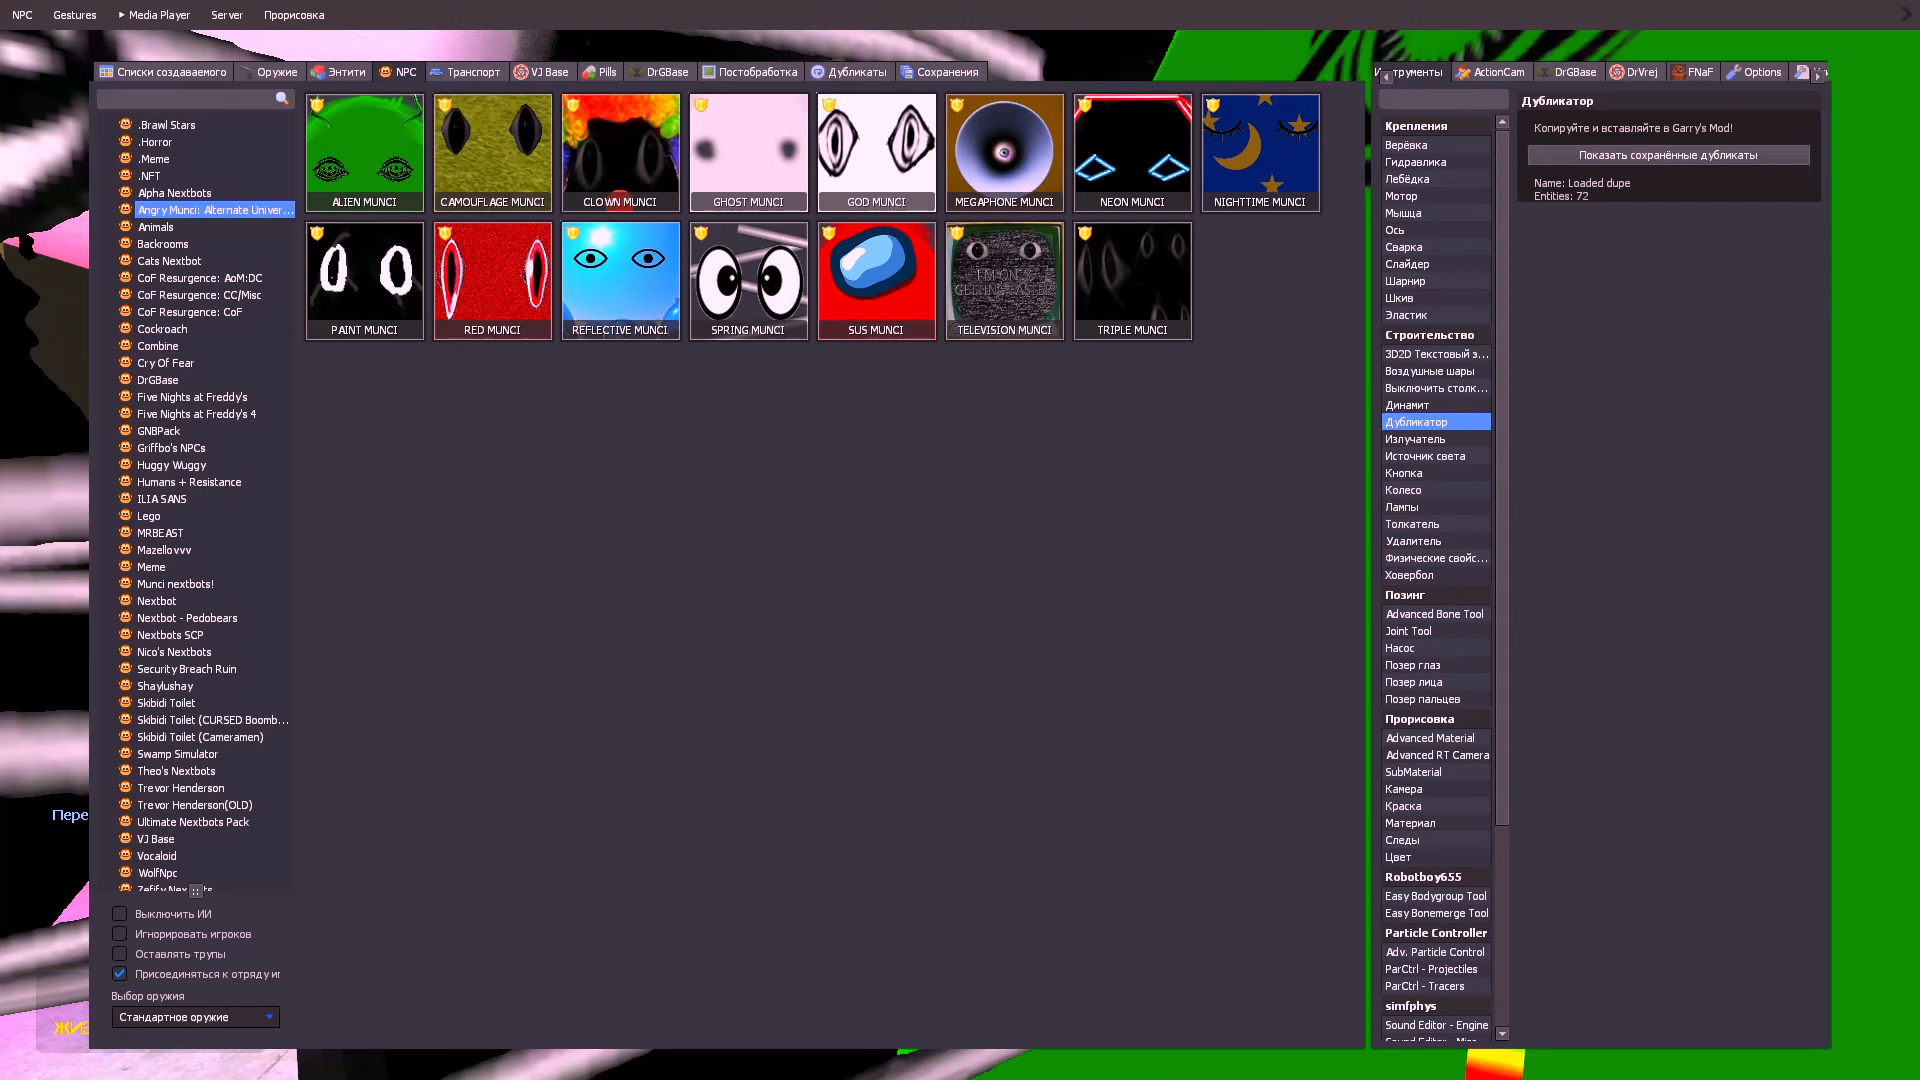 NPC
Gestures
Media Player
Server
Прорисовка
Списки создаваемого
Оружие
Энтити
NPC
Транспорт
VJ Base
Pills
DrGBase
Постобработка
Дубликаты
Сохранения
.Brawl Stars
.Horror
.Meme
.NFT
Alpha Nextbots
Angry Munci: Alternate Univer...
Animals
Backrooms
Cats Nextbot
CoF Resurgence: AoM:DC
CoF Resurgence: CC/Misc
CoF Resurgence: CoF
Cockroach
Combine
Cry Of Fear
DrGBase
Five Nights at Freddy's
Five Nights at Freddy's 4
GNBPack
Griffbo's NPCs
Huggy Wuggy
Humans + Resistance
ILIA SANS
Lego
MRBEAST
Mazellovvv
Meme
Munci nextbots!
Nextbot
Nextbot - Pedobears
Nextbots SCP
Nico's Nextbots
Security Breach Ruin
Shaylushay
Skibidi Toilet
Skibidi Toilet (CURSED Boomb...
Skibidi Toilet (Cameramen)
Swamp Simulator
Theo's Nextbots
Trevor Henderson
Trevor Henderson(OLD)
Ultimate Nextbots Pack
VJ Base
Vocaloid
WolfNpc
Выключить ИИ
Игнорировать игроков
Оставлять трупы
Присоединяться к отряду иг
Выбор оружия
Стандартное оружие
Пере
ЖИЗ
ALIEN MUNCI
CAMOUFLAGE MUNCI
CLOWN MUNCI
GHOST MUNCI
GOD MUNCI
MEGAPHONE MUNCI
NEON MUNCI
NIGHTTIME MUNCI
PAINT MUNCI
RED MUNCI
REFLECTIVE MUNCI
SPRING MUNCI
SUS MUNCI
TELEVISION MUNCI
TRIPLE MUNCI
ActionCam
DrGBase
DrVrej
FNaF
Options
Крепления
Верёвка
Гидравлика
Лебёдка
Мотор
Мышца
Ось
Сварка
Слайдер
Шарнир
Шкив
Эластик
Строительство
3D2D Текстовый э...
Воздушные шары
Выключить столк...
Динамит
Дубликатор
Излучатель
Источник света
Кнопка
Колесо
Лампы
Толкатель
Удалитель
Физические свойс...
Ховербол
Позинг
Advanced Bone Tool
Joint Tool
Насос
Позер глаз
Позер лица
Позер пальцев
Прорисовка
Advanced Material
Advanced RT Camera
SubMaterial
Камера
Краска
Материал
Следы
Цвет
Robotboy655
Easy Bodygroup Tool
Easy Bonemerge Tool
Particle Controller
Adv. Particle Control
ParCtrl - Projectiles
ParCtrl - Tracers
simfphys
Sound Editor - Engine
Дубликатор
Копируйте и вставляйте в Garry's Mod!
Показать сохранённые дубликаты
Name: Loaded dupe
Entities: 72